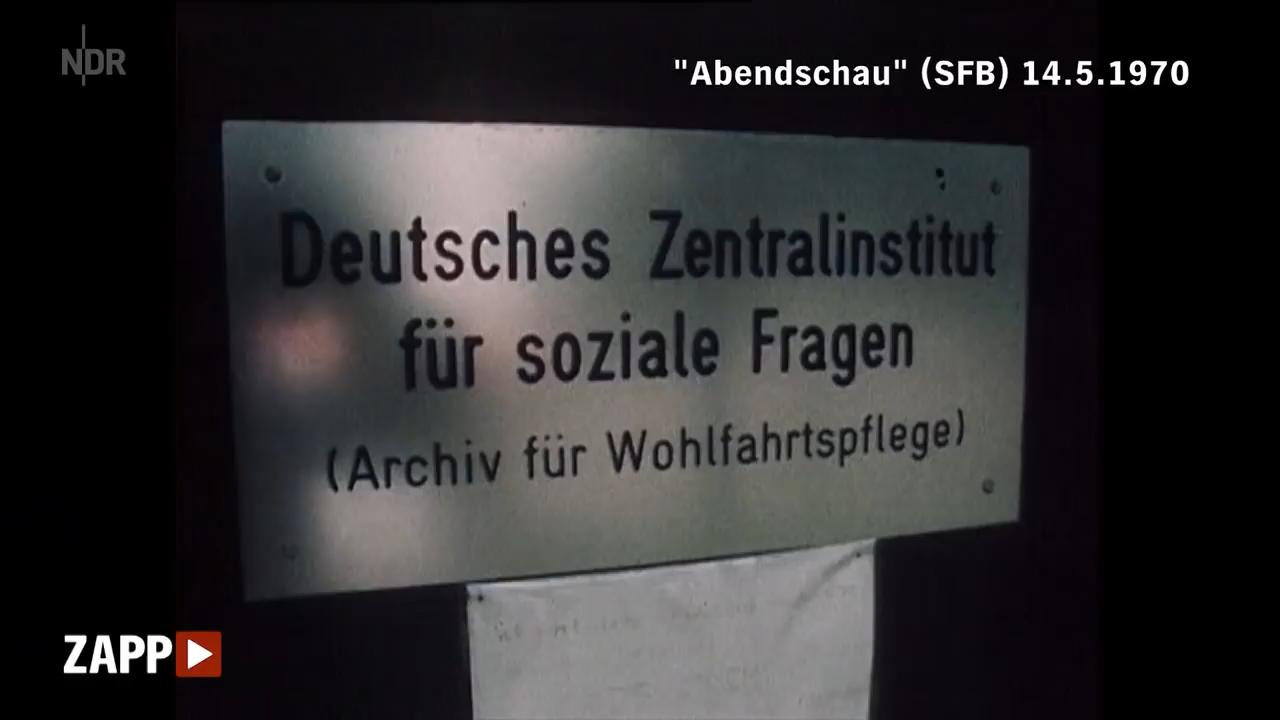 NDR
"Abendschau" (SFB) 14.5.1970
Deutsches Zentralinstitut
für soziale Fragen
(Archiv für Wohlfahrtspflege)
ZAPP